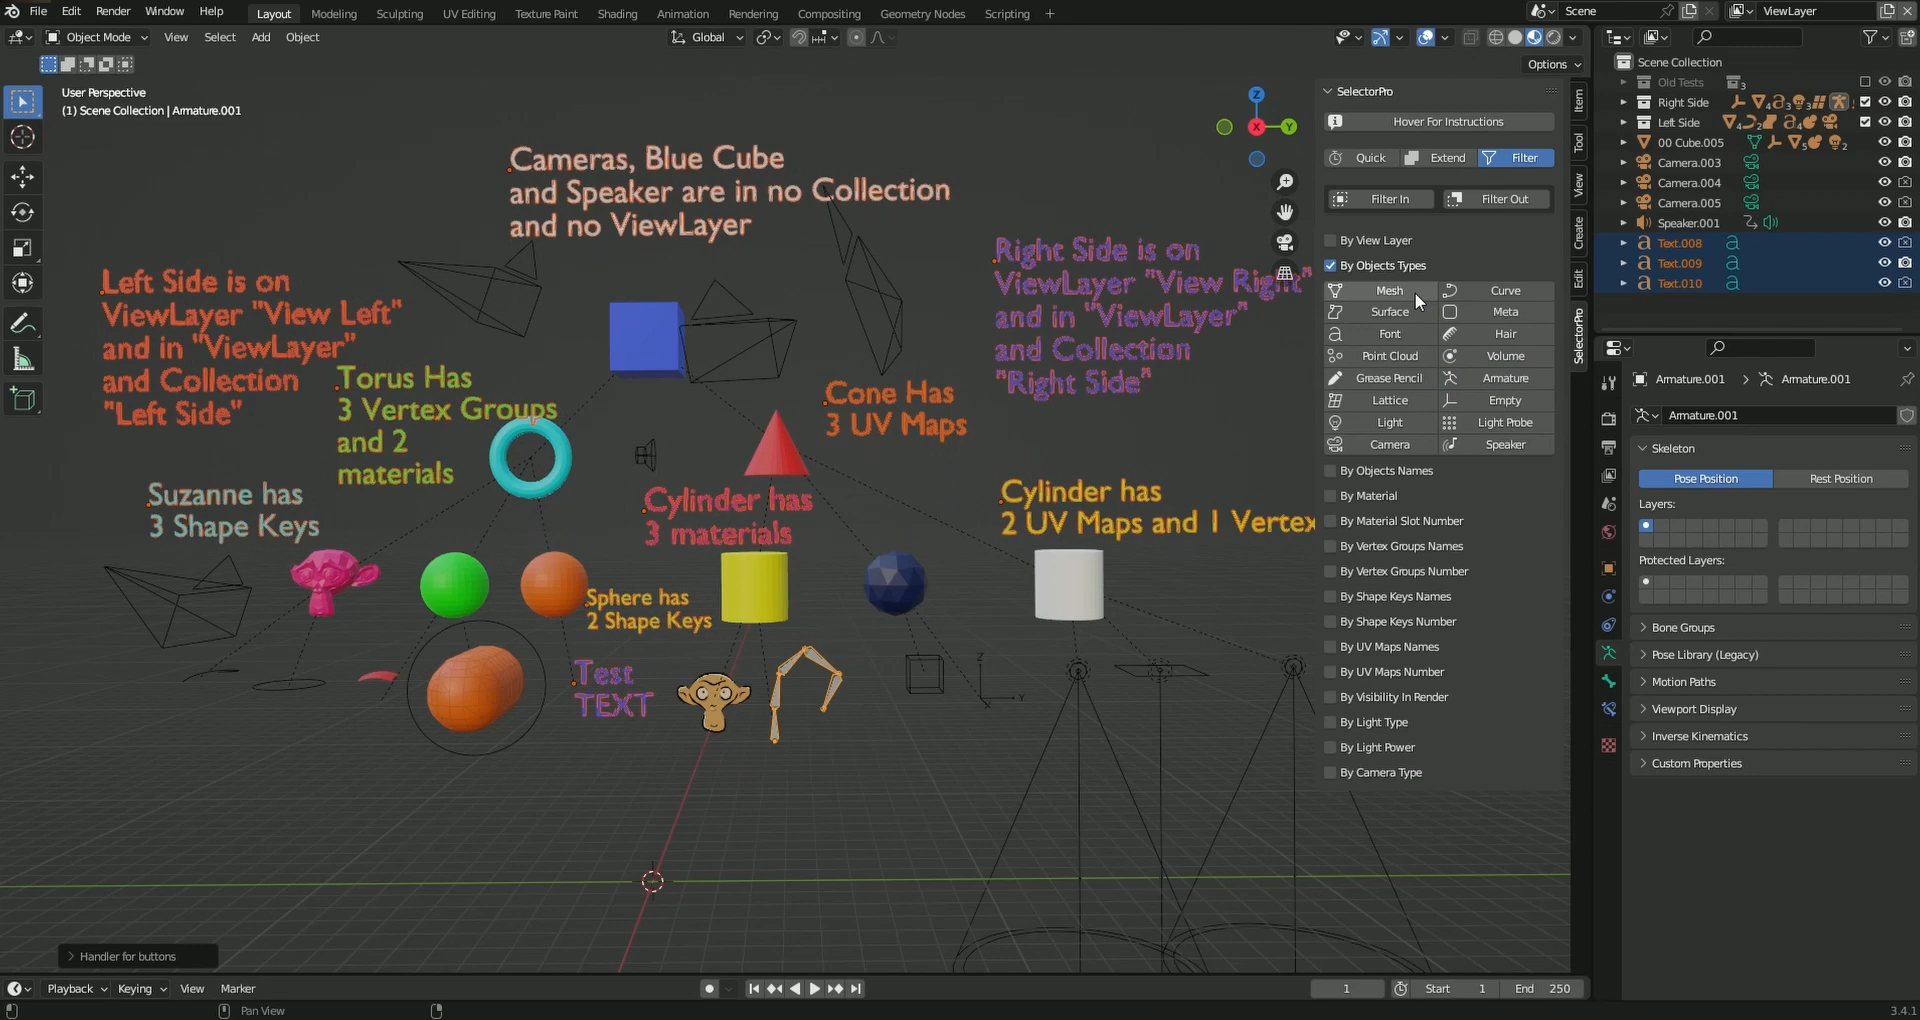 File Edit Render Window Help Layout Modeling Sculpting UV Editing Texture Paint Shading Animation Rendering Compositing Geometry Nodes Scripting + Scene ViewLayer
Object Mode View Select Add Object Global
Options
User Perspective
(1) Scene Collection | Armature.001
Cameras, Blue Cube
and Speaker are in no Collection
and no ViewLayer
Left Side is on
ViewLayer "View Left"
and in "ViewLayer"
and Collection
"Left Side"
Torus Has
3 Vertex Groups
and 2
materials
Right Side is on
ViewLayer "View Right"
and in "ViewLayer"
and Collection
"Right Side"
Cone Has
3 UV Maps
Suzanne has
3 Shape Keys
Cylinder has
3 materials
Cylinder has
2 UV Maps and 1 Vertex
Sphere has
2 Shape Keys
Test
TEXT
Z
X
Y
Z
Y
X
SelectorPro
Hover For Instructions
Quick Extend Filter
Filter In Filter Out
By View Layer
By Objects Types
Mesh Curve
Surface Meta
Font Hair
Point Cloud Volume
Grease Pencil Armature
Lattice Empty
Light Light Probe
Camera Speaker
By Objects Names
By Material
By Material Slot Number
By Vertex Groups Names
By Vertex Groups Number
By Shape Keys Names
By Shape Keys Number
By UV Maps Names
By UV Maps Number
By Visibility In Render
By Light Type
By Light Power
By Camera Type
Item
Tool
View
Create
Edit
SelectorPro
Scene Collection
Old Tests 3
Right Side 4 3 3
Left Side 4 2 4
00 Cube.005 5 2
Camera.003
Camera.004
Camera.005
Speaker.001
Text.008
Text.009
Text.010
Armature.001 > Armature.001
Armature.001
Skeleton
Pose Position Rest Position
Layers:
Protected Layers:
Bone Groups
Pose Library (Legacy)
Motion Paths
Viewport Display
Inverse Kinematics
Custom Properties
Handler for buttons
Playback Keying View Marker 1 Start 1 End 250
Pan View 3.4.1